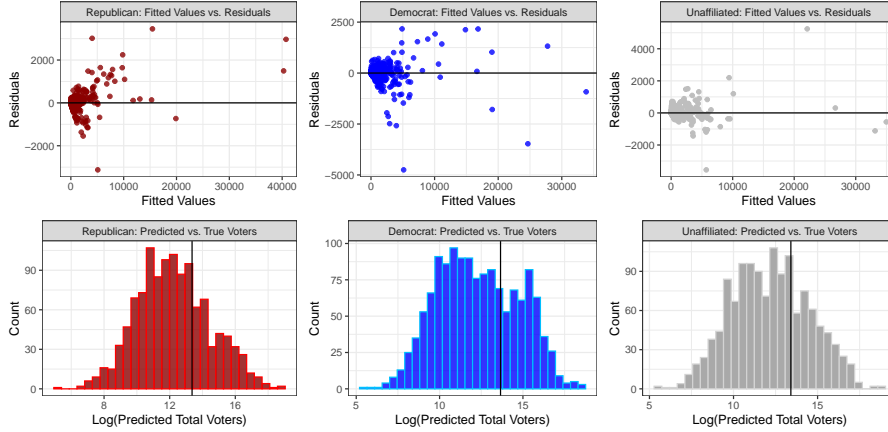 Republican: Fitted Values vs. Residuals
Residuals
2000
0
−2000
0
10000
20000
30000
40000
Fitted Values
Democrat: Fitted Values vs. Residuals
Residuals
2500
0
−2500
−5000
0
10000
20000
30000
Fitted Values
Unaffiliated: Fitted Values vs. Residuals
Residuals
4000
2000
0
−2000
0
10000
20000
30000
Fitted Values
Republican: Predicted vs. True Voters
Count
90
60
30
0
8
12
16
Log(Predicted Total Voters)
Democrat: Predicted vs. True Voters
Count
100
75
50
25
0
5
10
15
Log(Predicted Total Voters)
Unaffiliated: Predicted vs. True Voters
Count
90
60
30
0
5
10
15
Log(Predicted Total Voters)